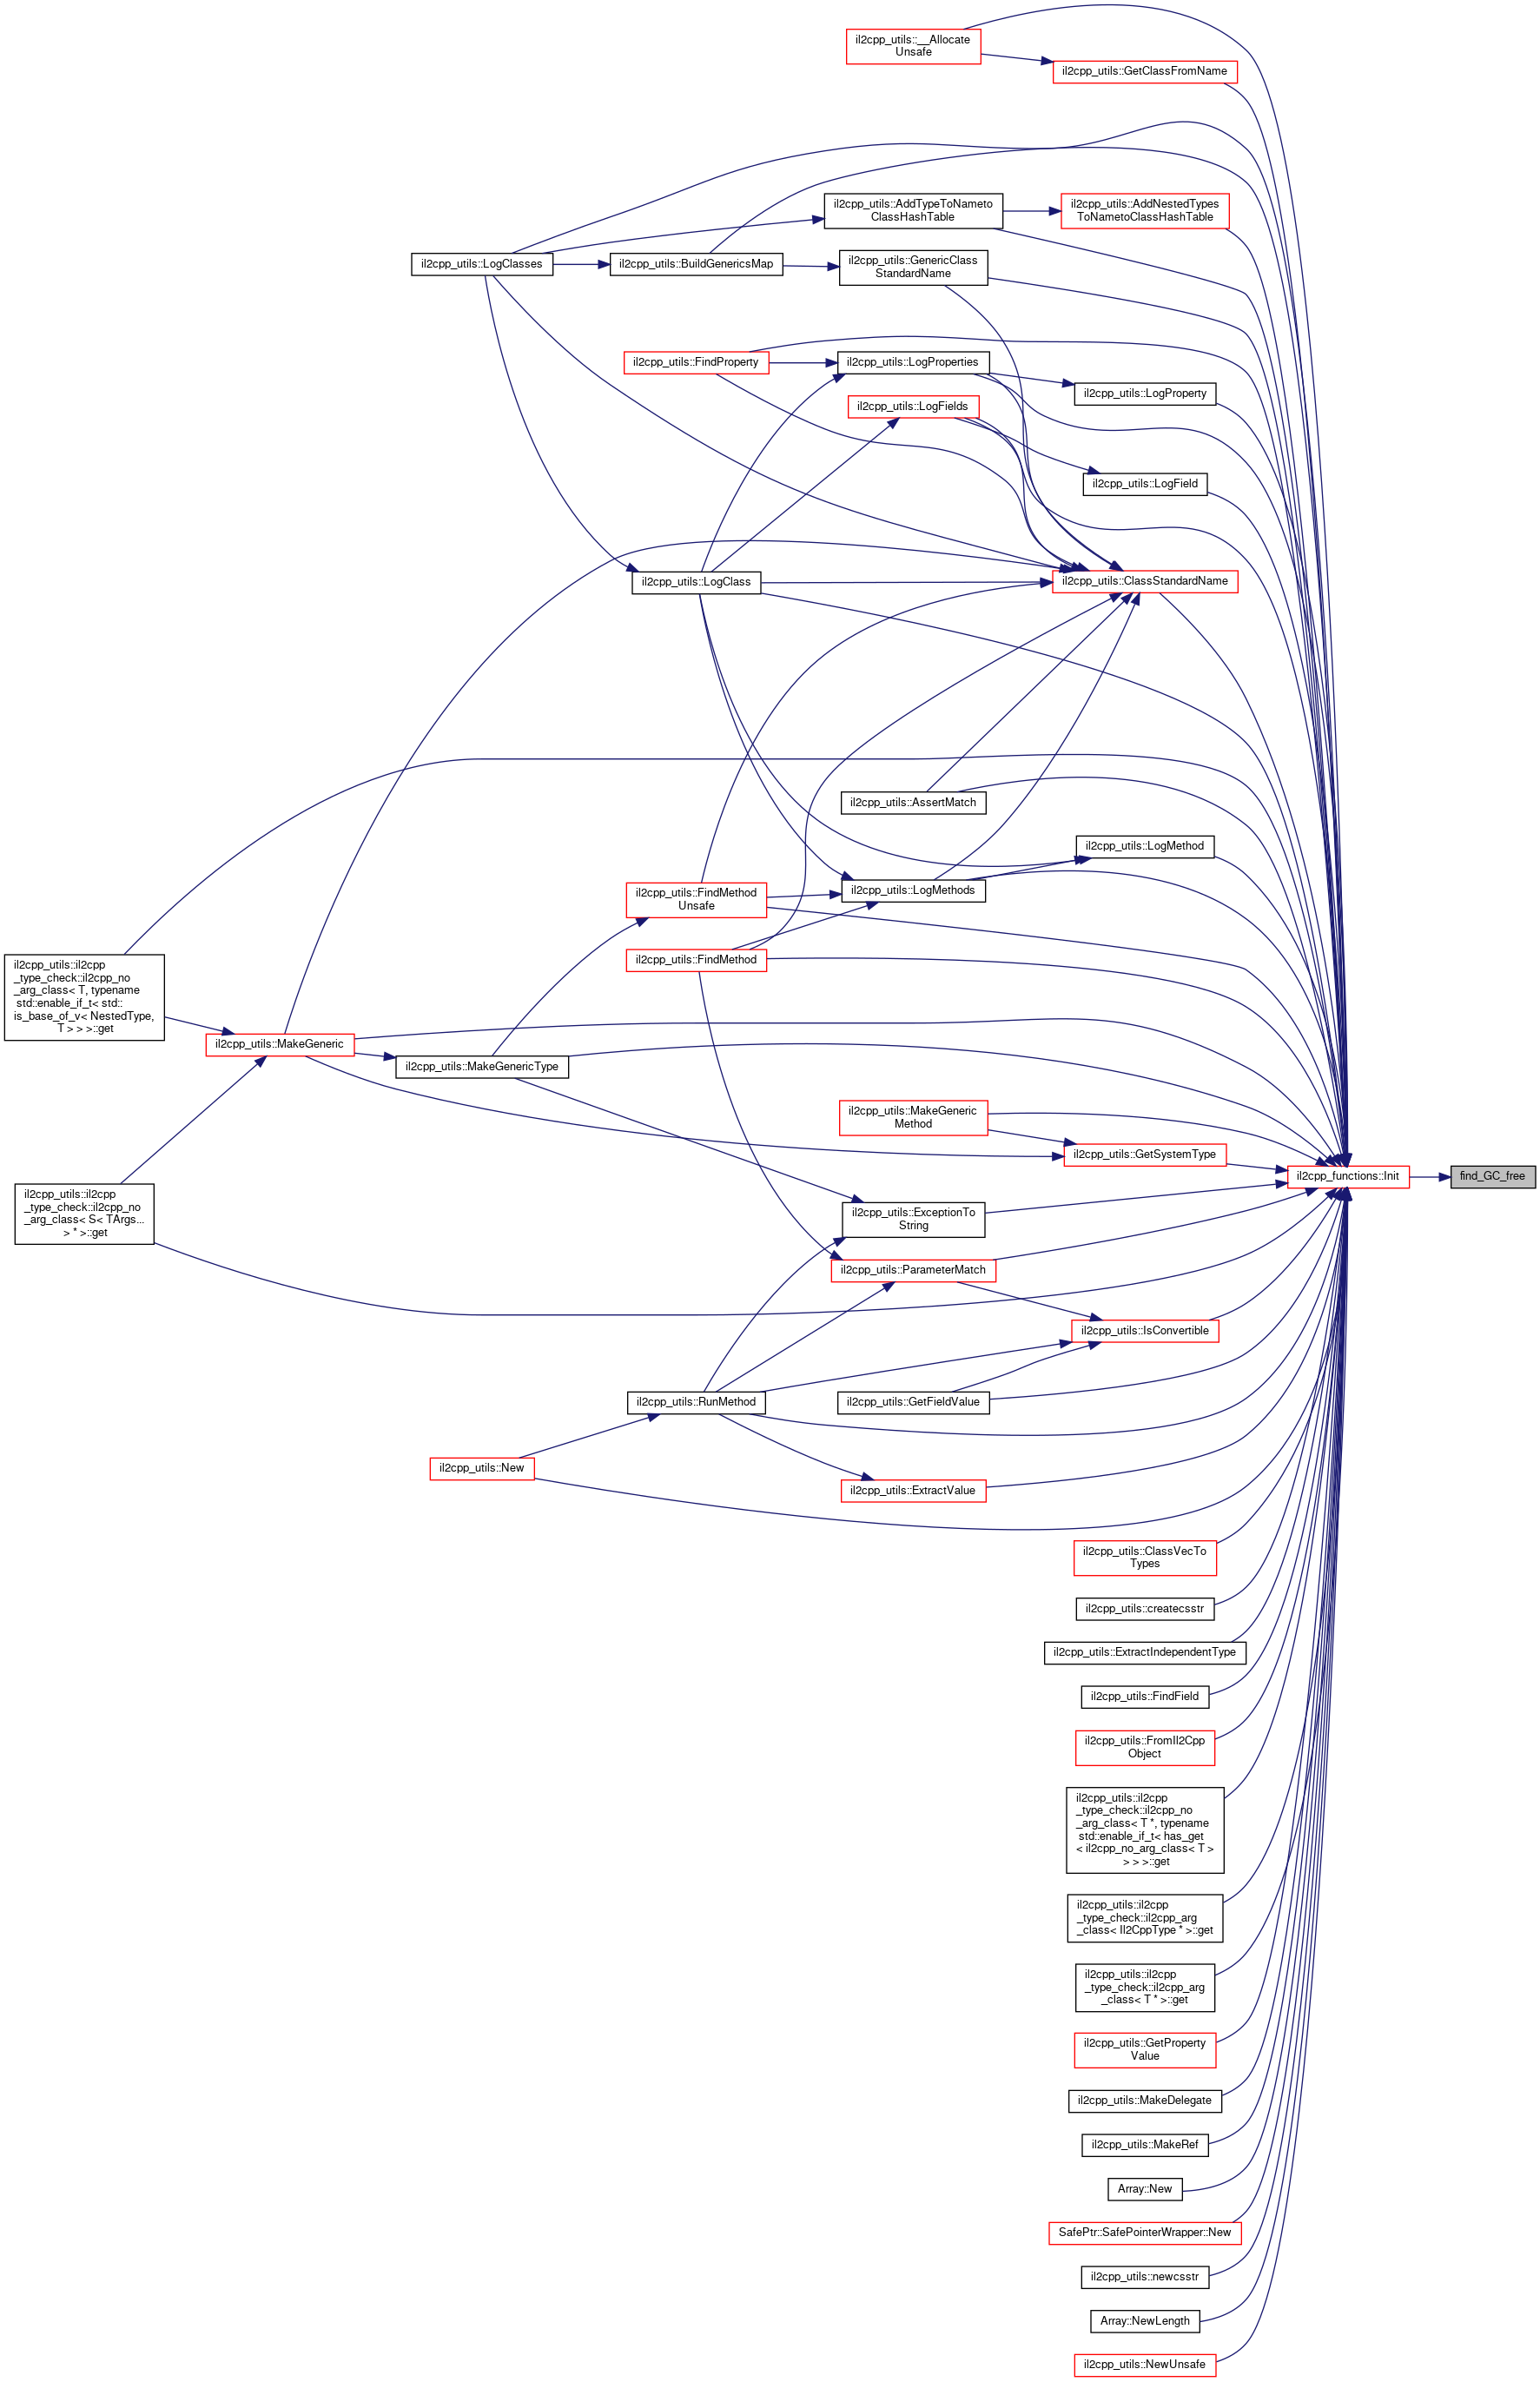 il2cpp_utils::__Allocate
Unsafe
il2cpp_utils::GetClassFromName
il2cpp_utils::AddTypeToNameto
ClassHashTable
il2cpp_utils::AddNestedTypes
ToNametoClassHashTable
il2cpp_utils::LogClasses
il2cpp_utils::BuildGenericsMap
il2cpp_utils::GenericClass
StandardName
il2cpp_utils::FindProperty
il2cpp_utils::LogProperties
il2cpp_utils::LogProperty
il2cpp_utils::LogFields
il2cpp_utils::LogField
il2cpp_utils::LogClass
il2cpp_utils::ClassStandardName
il2cpp_utils::AssertMatch
il2cpp_utils::LogMethod
il2cpp_utils::FindMethod
Unsafe
il2cpp_utils::LogMethods
il2cpp_utils::FindMethod
il2cpp_utils::il2cpp
_type_check::il2cpp_no
_arg_class< T, typename
std::enable_if_t< std::
is_base_of_v< NestedType,
T > > >::get
il2cpp_utils::MakeGeneric
il2cpp_utils::MakeGenericType
il2cpp_utils::MakeGeneric
Method
il2cpp_utils::GetSystemType
il2cpp_functions::Init
find_GC_free
il2cpp_utils::il2cpp
_type_check::il2cpp_no
_arg_class< S< TArgs...
> * >::get
il2cpp_utils::ExceptionTo
String
il2cpp_utils::ParameterMatch
il2cpp_utils::IsConvertible
il2cpp_utils::RunMethod
il2cpp_utils::GetFieldValue
il2cpp_utils::New
il2cpp_utils::ExtractValue
il2cpp_utils::ClassVecTo
Types
il2cpp_utils::createcsstr
il2cpp_utils::ExtractIndependentType
il2cpp_utils::FindField
il2cpp_utils::FromIl2Cpp
Object
il2cpp_utils::il2cpp
_type_check::il2cpp_no
_arg_class< T *, typename
std::enable_if_t< has_get
< il2cpp_no_arg_class< T >
> > >::get
il2cpp_utils::il2cpp
_type_check::il2cpp_arg
_class< Il2CppType * >::get
il2cpp_utils::il2cpp
_type_check::il2cpp_arg
_class< T * >::get
il2cpp_utils::GetProperty
Value
il2cpp_utils::MakeDelegate
il2cpp_utils::MakeRef
Array::New
SafePtr::SafePointerWrapper::New
il2cpp_utils::newcsstr
Array::NewLength
il2cpp_utils::NewUnsafe